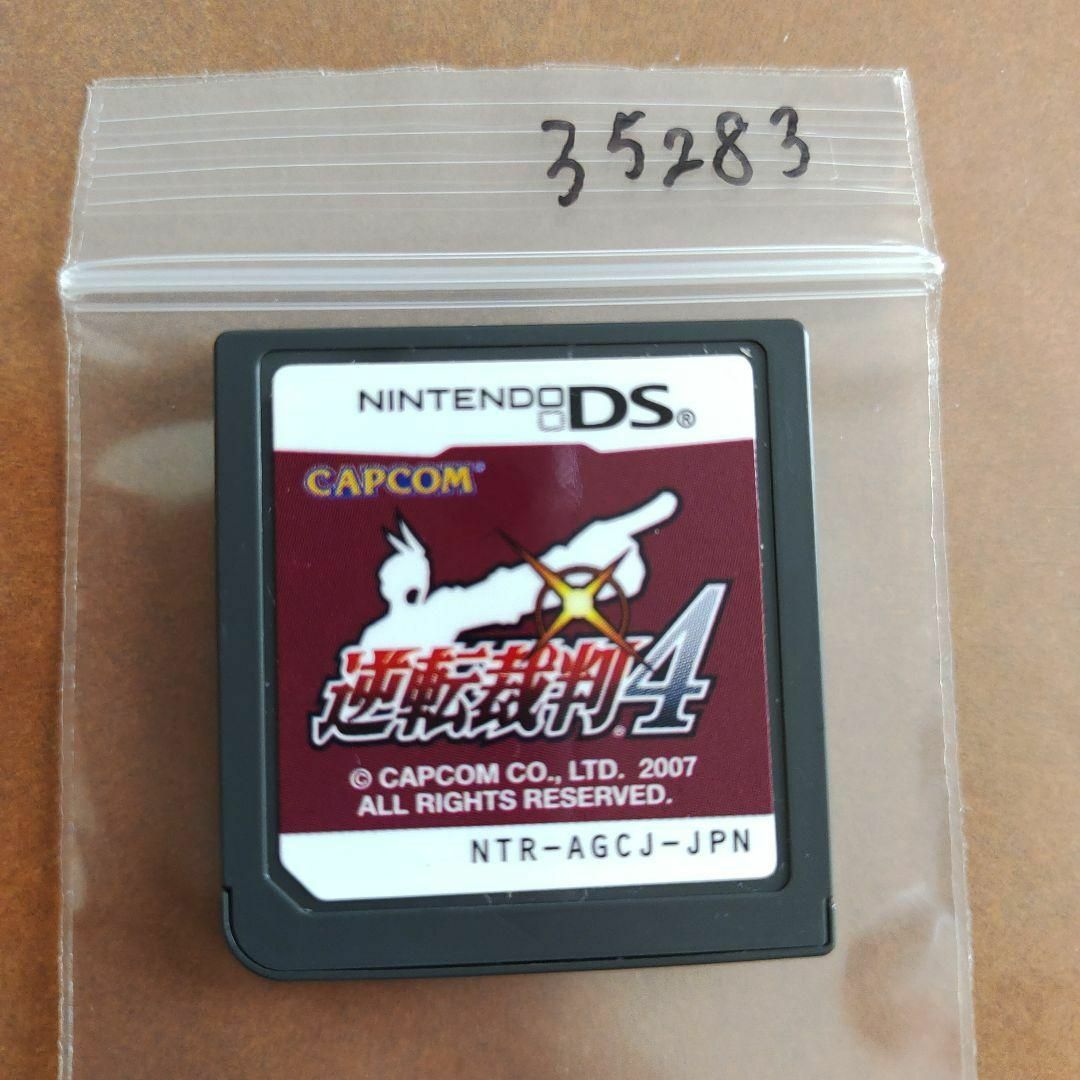 35283
NINTENDO DS®
CAPCOM®
逆転裁判®4
© CAPCOM CO., LTD. 2007
ALL RIGHTS RESERVED.
NTR-AGCJ-JPN